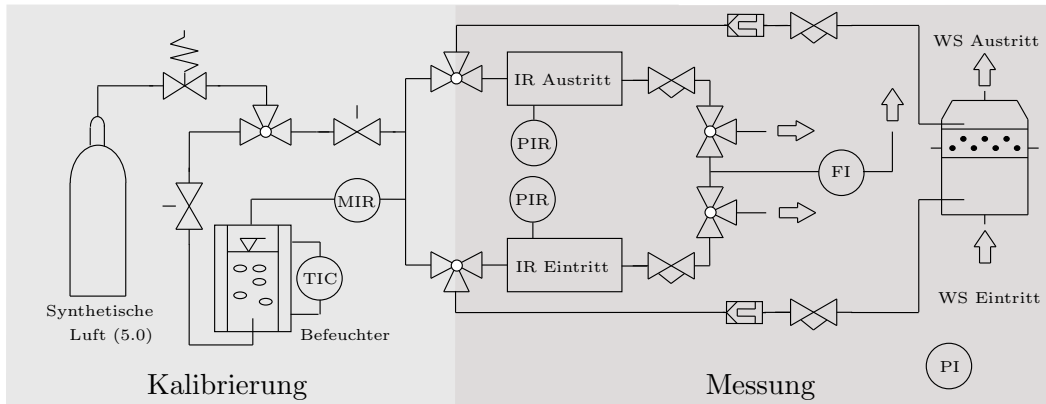 WS Austritt
IR Austritt
PIR
FI
PIR
MIR
IR Eintritt
TIC
WS Eintritt
Synthetische
Luft (5.0)
Befeuchter
PI
Kalibrierung
Messung